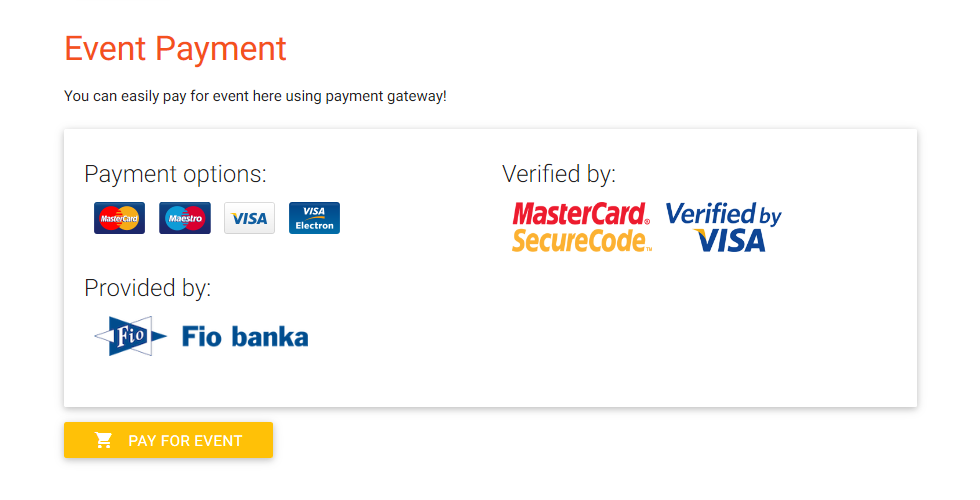 Event Payment
You can easily pay for event here using payment gateway!
Payment options:
MasterCard Maestro VISA VISA Electron
Verified by:
MasterCard®
SecureCode™
Verified by
VISA
Provided by:
Fio Fio banka
PAY FOR EVENT